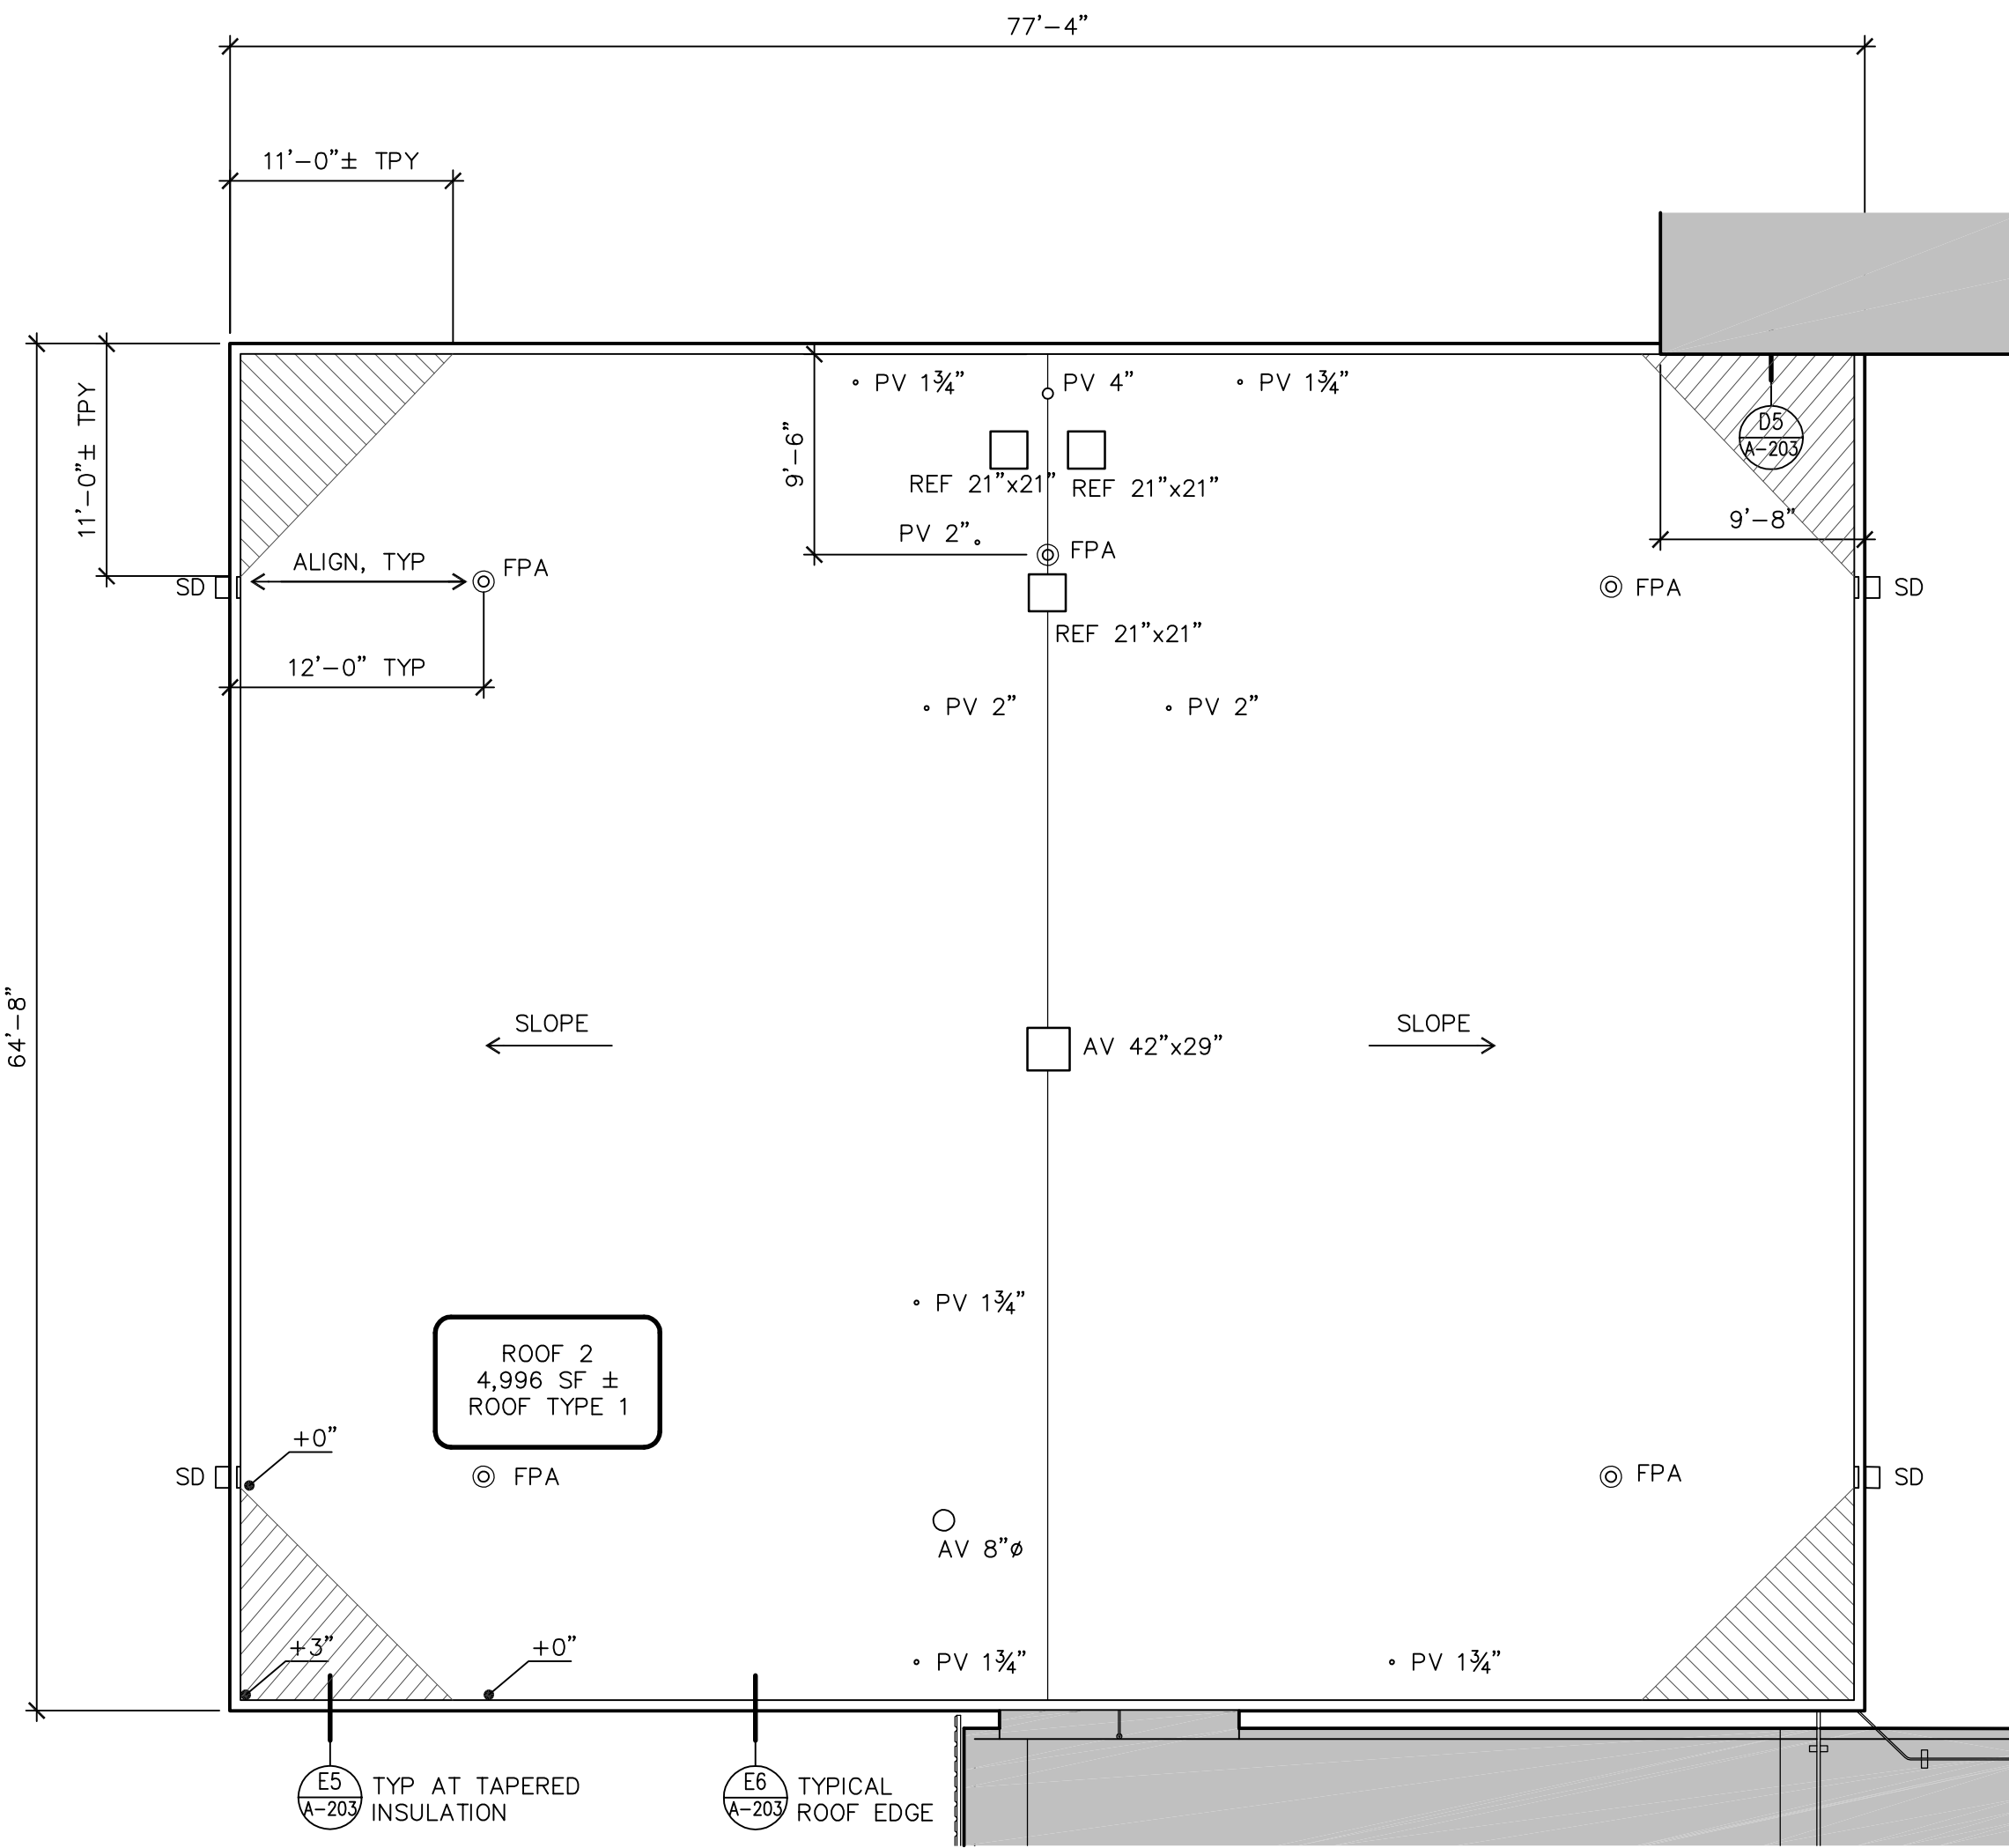 77'-4"
11'-0"± TPY
11'-0"± TPY
PV 1¾"
PV 4"
PV 1¾"
D5
A-203
9'-6"
REF 21"x21"
REF 21"x21"
9'-8"
PV 2"
FPA
ALIGN, TYP
FPA
SD
FPA
SD
REF 21"x21"
12'-0" TYP
PV 2"
PV 2"
64'-8"
SLOPE
SLOPE
AV 42"x29"
PV 1¾"
ROOF 2
4,996 SF ±
ROOF TYPE 1
+0"
SD
FPA
FPA
SD
AV 8"ø
+3"
+0"
PV 1¾"
PV 1¾"
E5
A-203
TYP AT TAPERED
INSULATION
E6
A-203
TYPICAL
ROOF EDGE